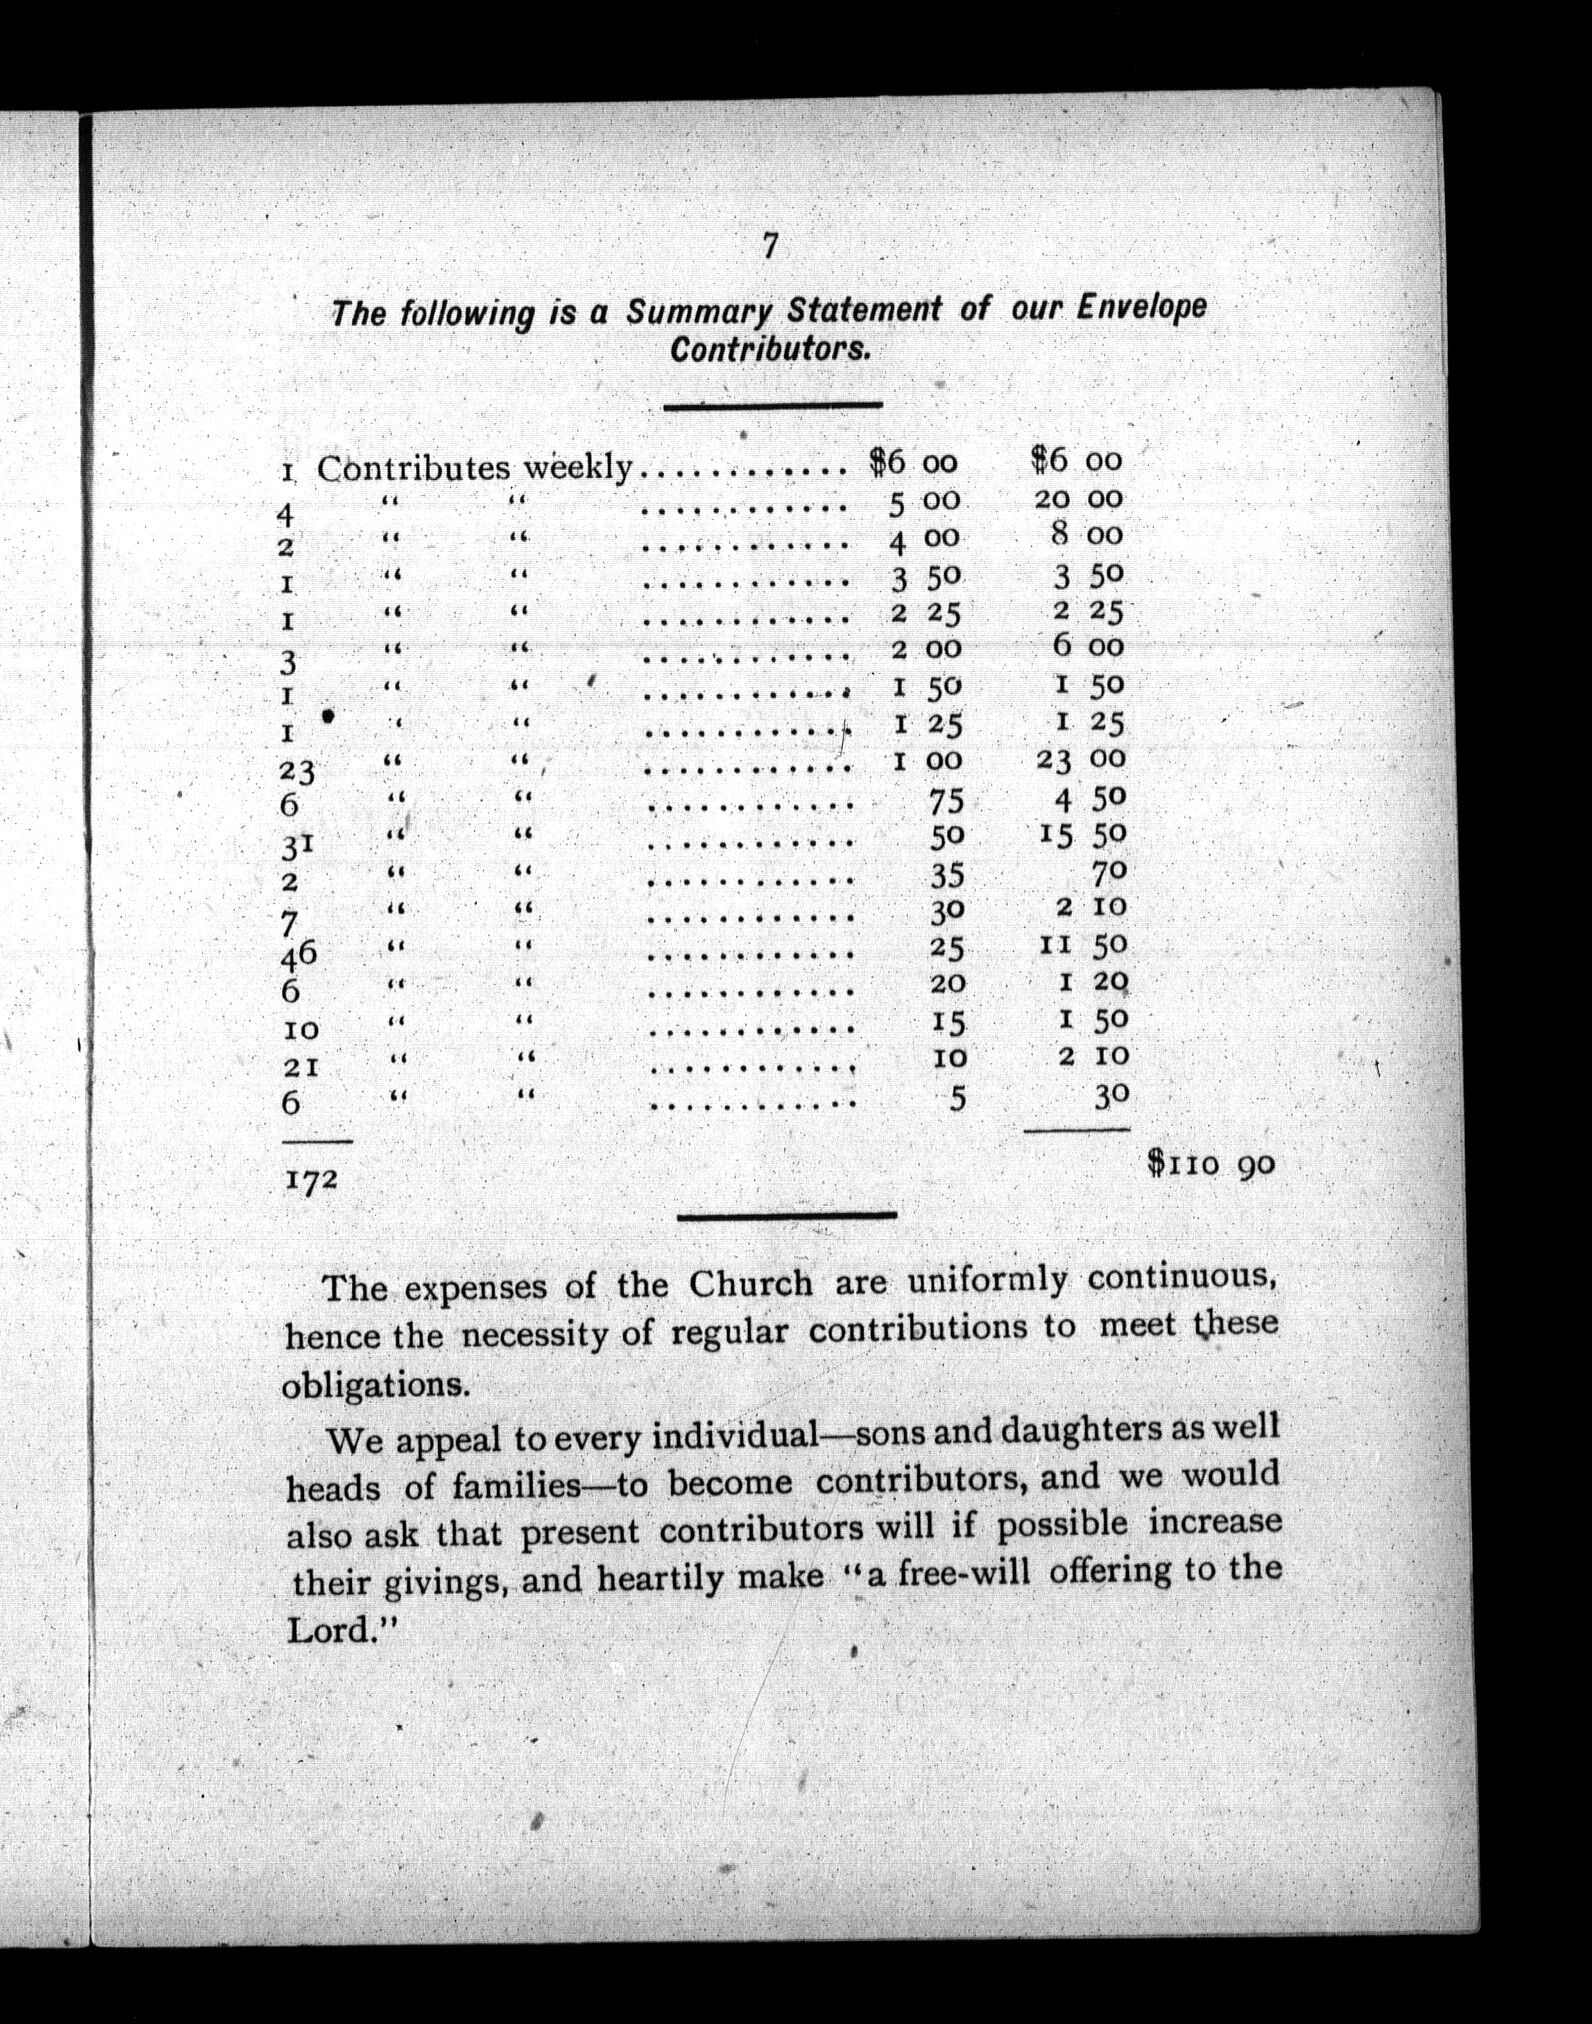 7
The following is a Summary Statement of our Envelope
Contributors.
1 Contributes weekly............ $6 00 $6 00
4 “ “ ............ 5 00 20 00
2 “ “ ............ 4 00 8 00
1 “ “ ............ 3 50 3 50
1 “ “ ............ 2 25 2 25
3 “ “ ............ 2 00 6 00
1 “ “ ............ 1 50 1 50
1 “ “ ............ 1 25 1 25
23 “ “ ............ 1 00 23 00
6 “ “ ............ 75 4 50
31 “ “ ............ 50 15 50
2 “ “ ............ 35 70
7 “ “ ............ 30 2 10
46 “ “ ............ 25 11 50
6 “ “ ............ 20 1 20
10 “ “ ............ 15 1 50
21 “ “ ............ 10 2 10
6 “ “ ............ 5 30
172 $110 90
The expenses of the Church are uniformly continuous,
hence the necessity of regular contributions to meet these
obligations.
We appeal to every individual—sons and daughters as well
heads of families—to become contributors, and we would
also ask that present contributors will if possible increase
their givings, and heartily make “a free-will offering to the
Lord.”